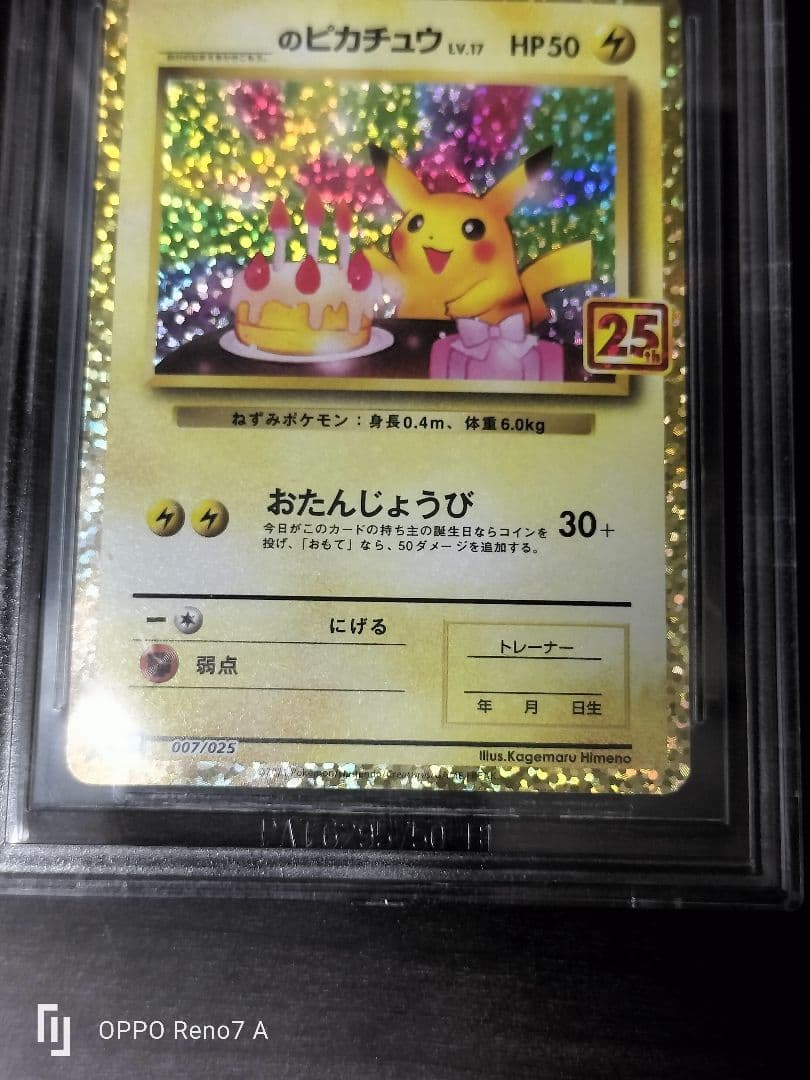 のピカチュウ LV.17 HP50
25th
ねずみポケモン：身長0.4m、体重6.0kg
おたんじょうび 30+
今日がこのカードの持ち主の誕生日ならコインを
投げ、「おもて」なら、50ダメージを追加する。
にげる
トレーナー
弱点
年 月 日生
007/025
Illus.Kagemaru Himeno
OPPO Reno7 A